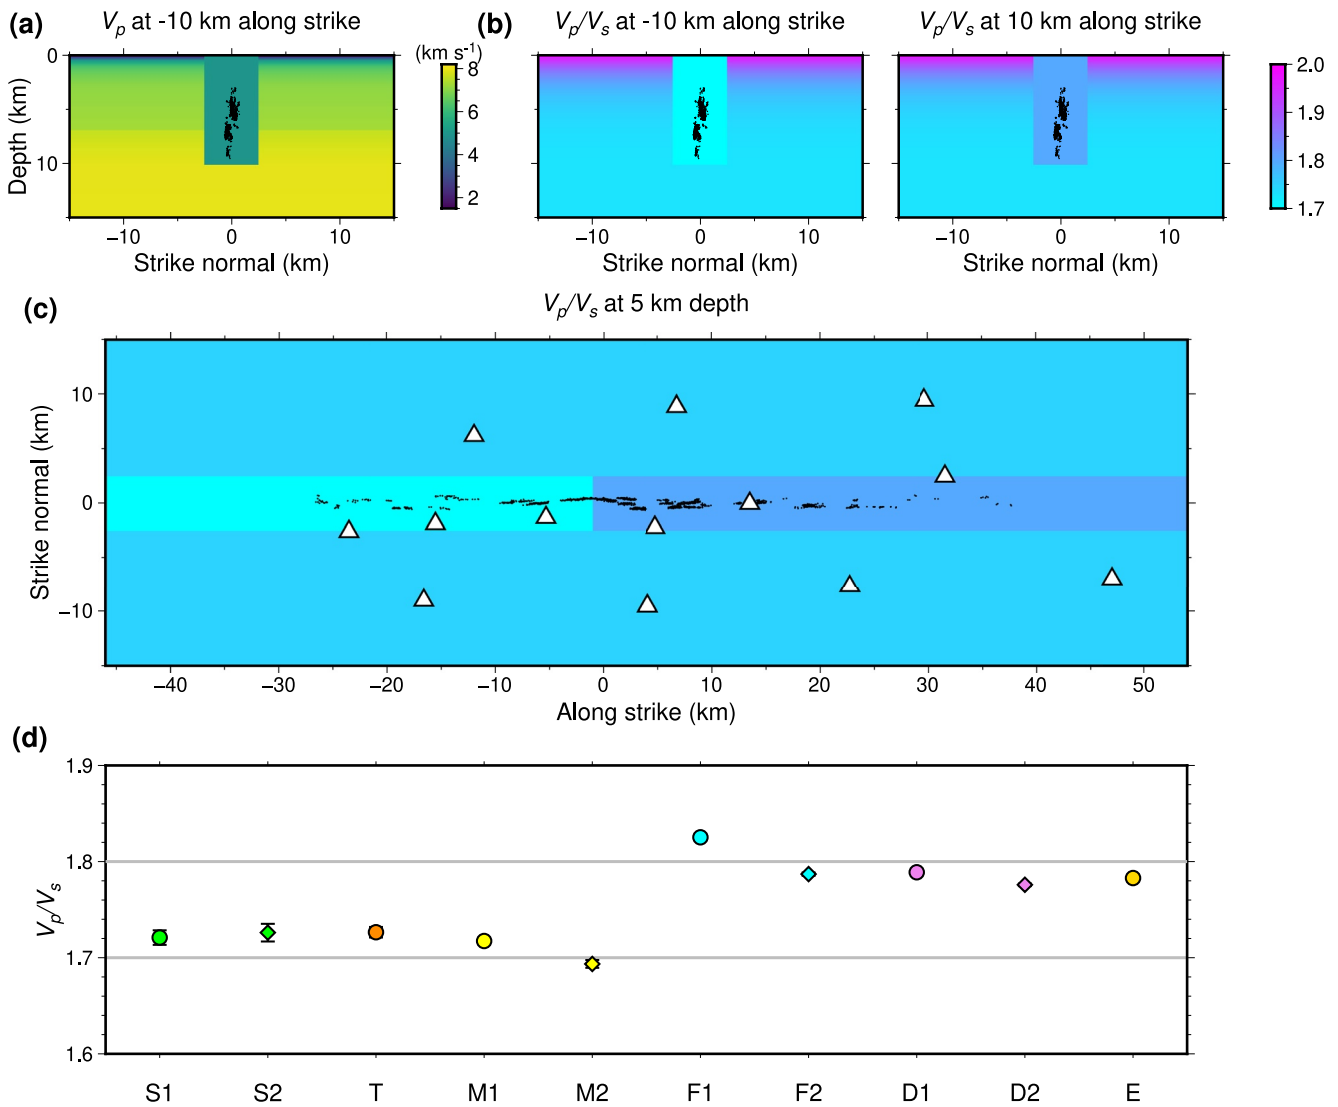 (a) Vp at -10 km along strike
(km s-1)
0
10
Depth (km)
8
6
4
2
−10 0 10
Strike normal (km)
(b) Vp/Vs at -10 km along strike
−10 0 10
Strike normal (km)
Vp/Vs at 10 km along strike
−10 0 10
Strike normal (km)
2.0
1.9
1.8
1.7
(c) Vp/Vs at 5 km depth
10
0
−10
Strike normal (km)
−40 −30 −20 −10 0 10 20 30 40 50
Along strike (km)
(d)
1.9
1.8
1.7
1.6
Vp/Vs
S1 S2 T M1 M2 F1 F2 D1 D2 E